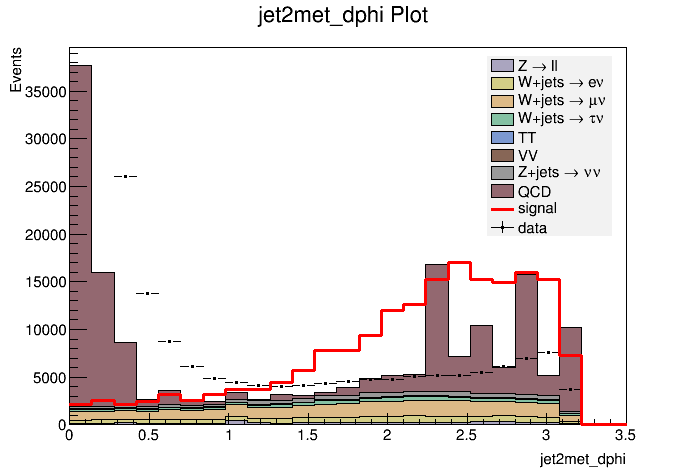 jet2met_dphi Plot
Events
Z → ll
W+jets → eν
W+jets → μν
W+jets → τν
TT
VV
Z+jets → νν
QCD
signal
data
35000
30000
25000
20000
15000
10000
5000
0
0 0.5 1 1.5 2 2.5 3 3.5
jet2met_dphi